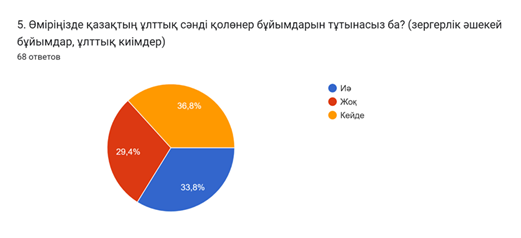 5. Өміріңізде қазақтың ұлттық сәнді қолөнер бұйымдарын тұтынасыз ба? (зергерлік әшекей
бұйымдар, ұлттық киімдер)
68 ответов
Иә
Жоқ
Кейде
36,8%
29,4%
33,8%